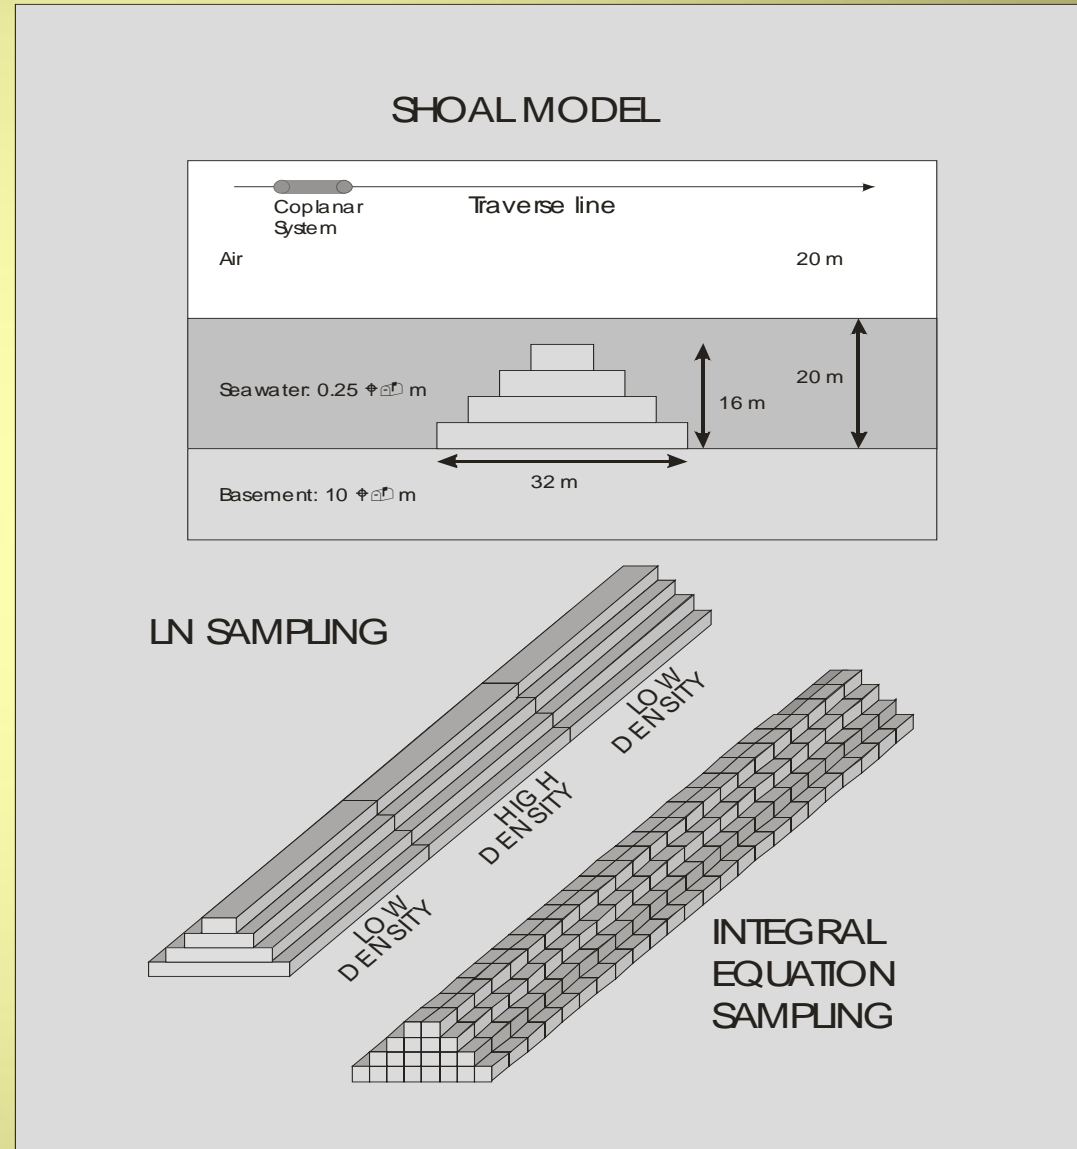 SHOAL MODEL
Coplanar
System
Traverse line
Air
20 m
Seawater: 0.25 ⌖🗈 m
20 m
16 m
32 m
Basement: 10 ⌖🗈 m
LN SAMPLING
LOW
DENSITY
HIGH
DENSITY
LOW
DENSITY
INTEGRAL
EQUATION
SAMPLING